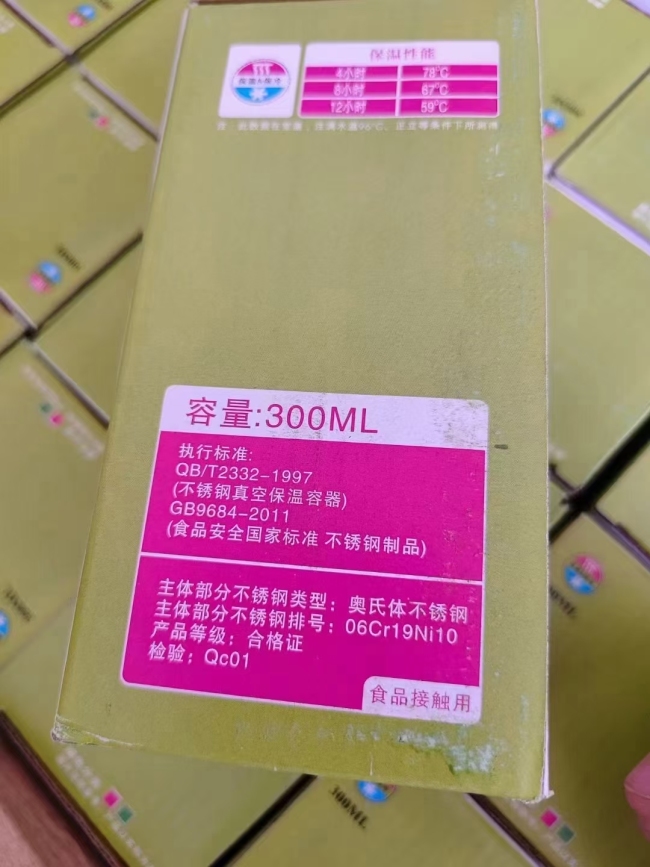 保温性能
4小时 78℃
8小时 67℃
12小时 59℃
容量:300ML
执行标准:
QB/T2332-1997
(不锈钢真空保温容器)
GB9684-2011
(食品安全国家标准 不锈钢制品)
主体部分不锈钢类型: 奥氏体不锈钢
主体部分不锈钢排号: 06Cr19Ni10
产品等级: 合格证
检验: Qc01
食品接触用
300ML